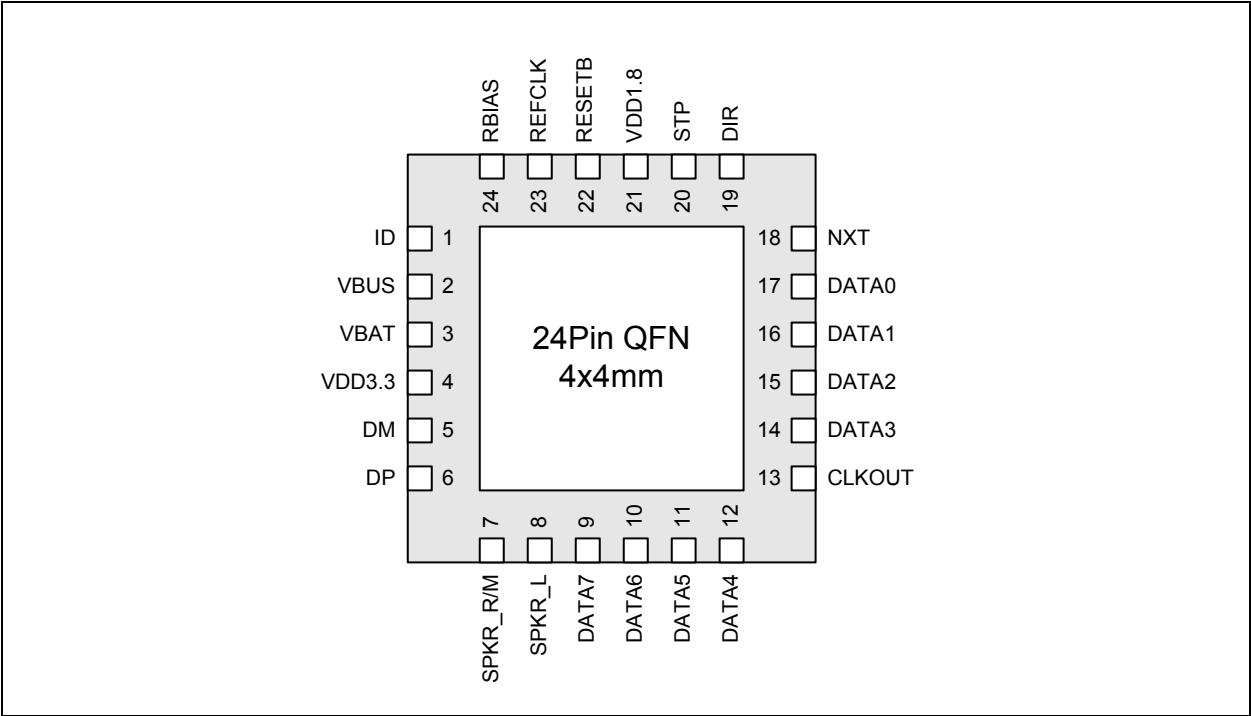 RBIAS
REFCLK
RESETB
VDD1.8
STP
DIR
24
23
22
21
20
19
ID 1
VBUS 2
VBAT 3
VDD3.3 4
DM 5
DP 6
24Pin QFN
4x4mm
18 NXT
17 DATA0
16 DATA1
15 DATA2
14 DATA3
13 CLKOUT
7
8
9
10
11
12
SPKR_R/M
SPKR_L
DATA7
DATA6
DATA5
DATA4